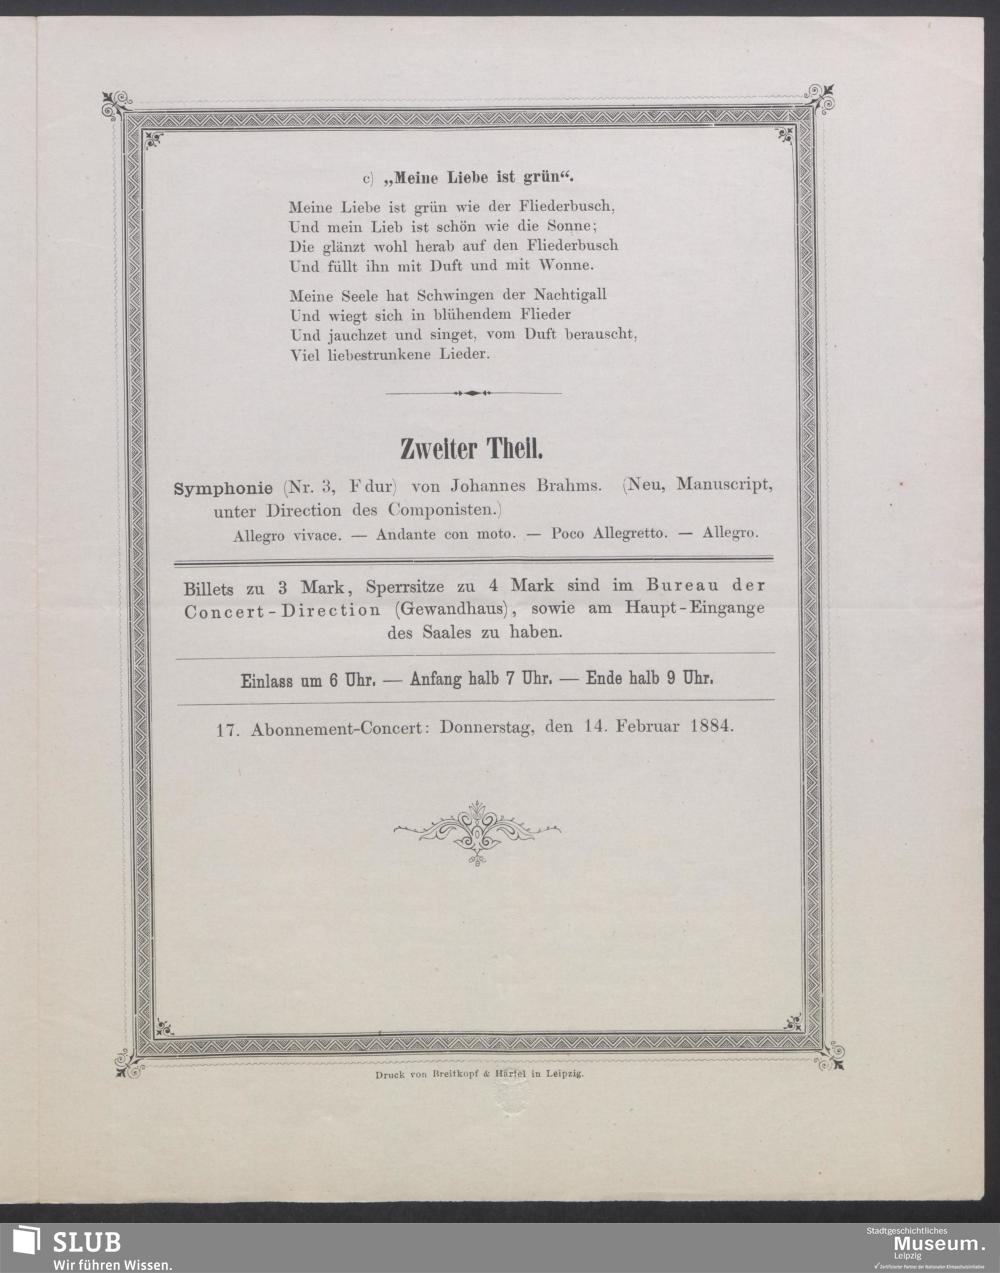 c) „Meine Liebe ist grün“.
Meine Liebe ist grün wie der Fliederbusch,
Und mein Lieb ist schön wie die Sonne;
Die glänzt wohl herab auf den Fliederbusch
Und füllt ihn mit Duft und mit Wonne.
Meine Seele hat Schwingen der Nachtigall
Und wiegt sich in blühendem Flieder
Und jauchzet und singet, vom Duft berauscht,
Viel liebestrunkene Lieder.
Zweiter Theil.
Symphonie (Nr. 3, F dur) von Johannes Brahms. (Neu, Manuscript,
unter Direction des Componisten.)
Allegro vivace. — Andante con moto. — Poco Allegretto. — Allegro.
Billets zu 3 Mark, Sperrsitze zu 4 Mark sind im Bureau der
Concert-Direction (Gewandhaus), sowie am Haupt-Eingange
des Saales zu haben.
Einlass um 6 Uhr. — Anfang halb 7 Uhr. — Ende halb 9 Uhr.
17. Abonnement-Concert: Donnerstag, den 14. Februar 1884.
Druck von Breitkopf & Härtel in Leipzig.
SLUB
Wir führen Wissen.
Stadtgeschichtliches
Museum.
Leipzig
Zertifizierter Partner der Nationalen Klimaschutzinitiative